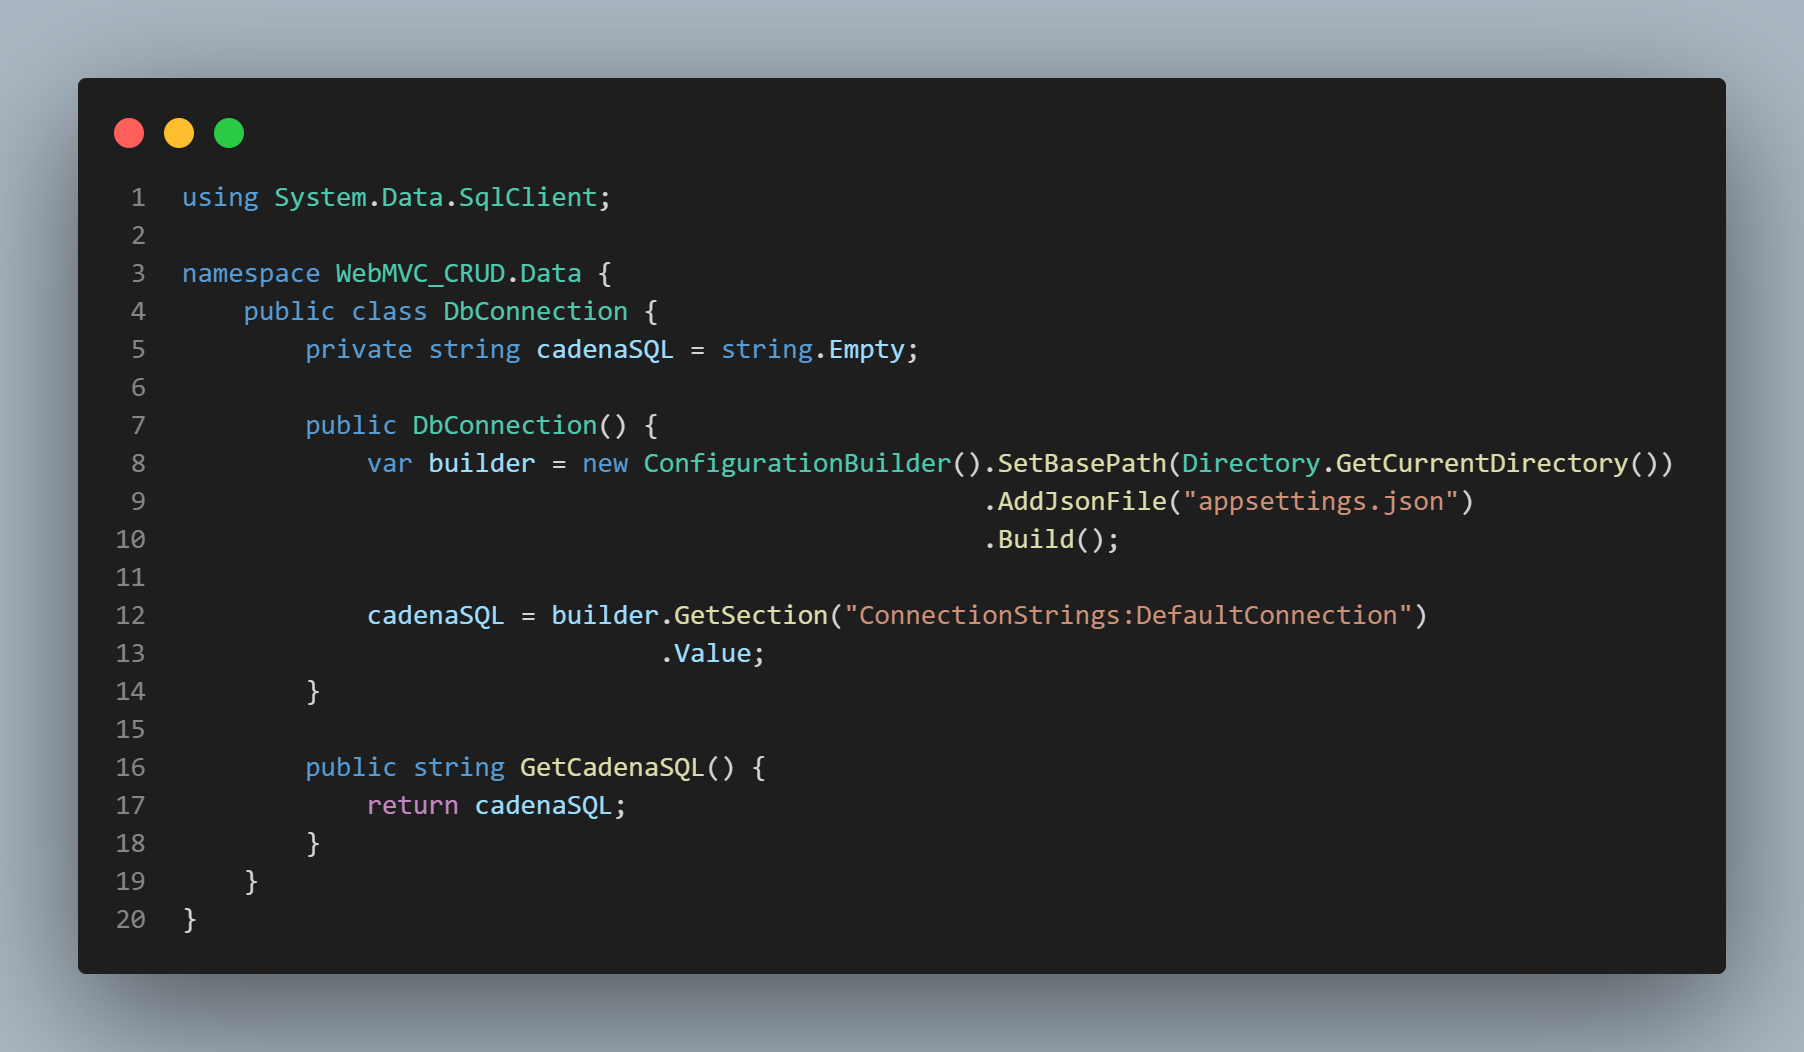 1 using System.Data.SqlClient;
2
3 namespace WebMVC_CRUD.Data {
4     public class DbConnection {
5         private string cadenaSQL = string.Empty;
6
7         public DbConnection() {
8             var builder = new ConfigurationBuilder().SetBasePath(Directory.GetCurrentDirectory())
9                                                     .AddJsonFile("appsettings.json")
10                                                     .Build();
11
12             cadenaSQL = builder.GetSection("ConnectionStrings:DefaultConnection")
13                                .Value;
14         }
15
16         public string GetCadenaSQL() {
17             return cadenaSQL;
18         }
19     }
20 }